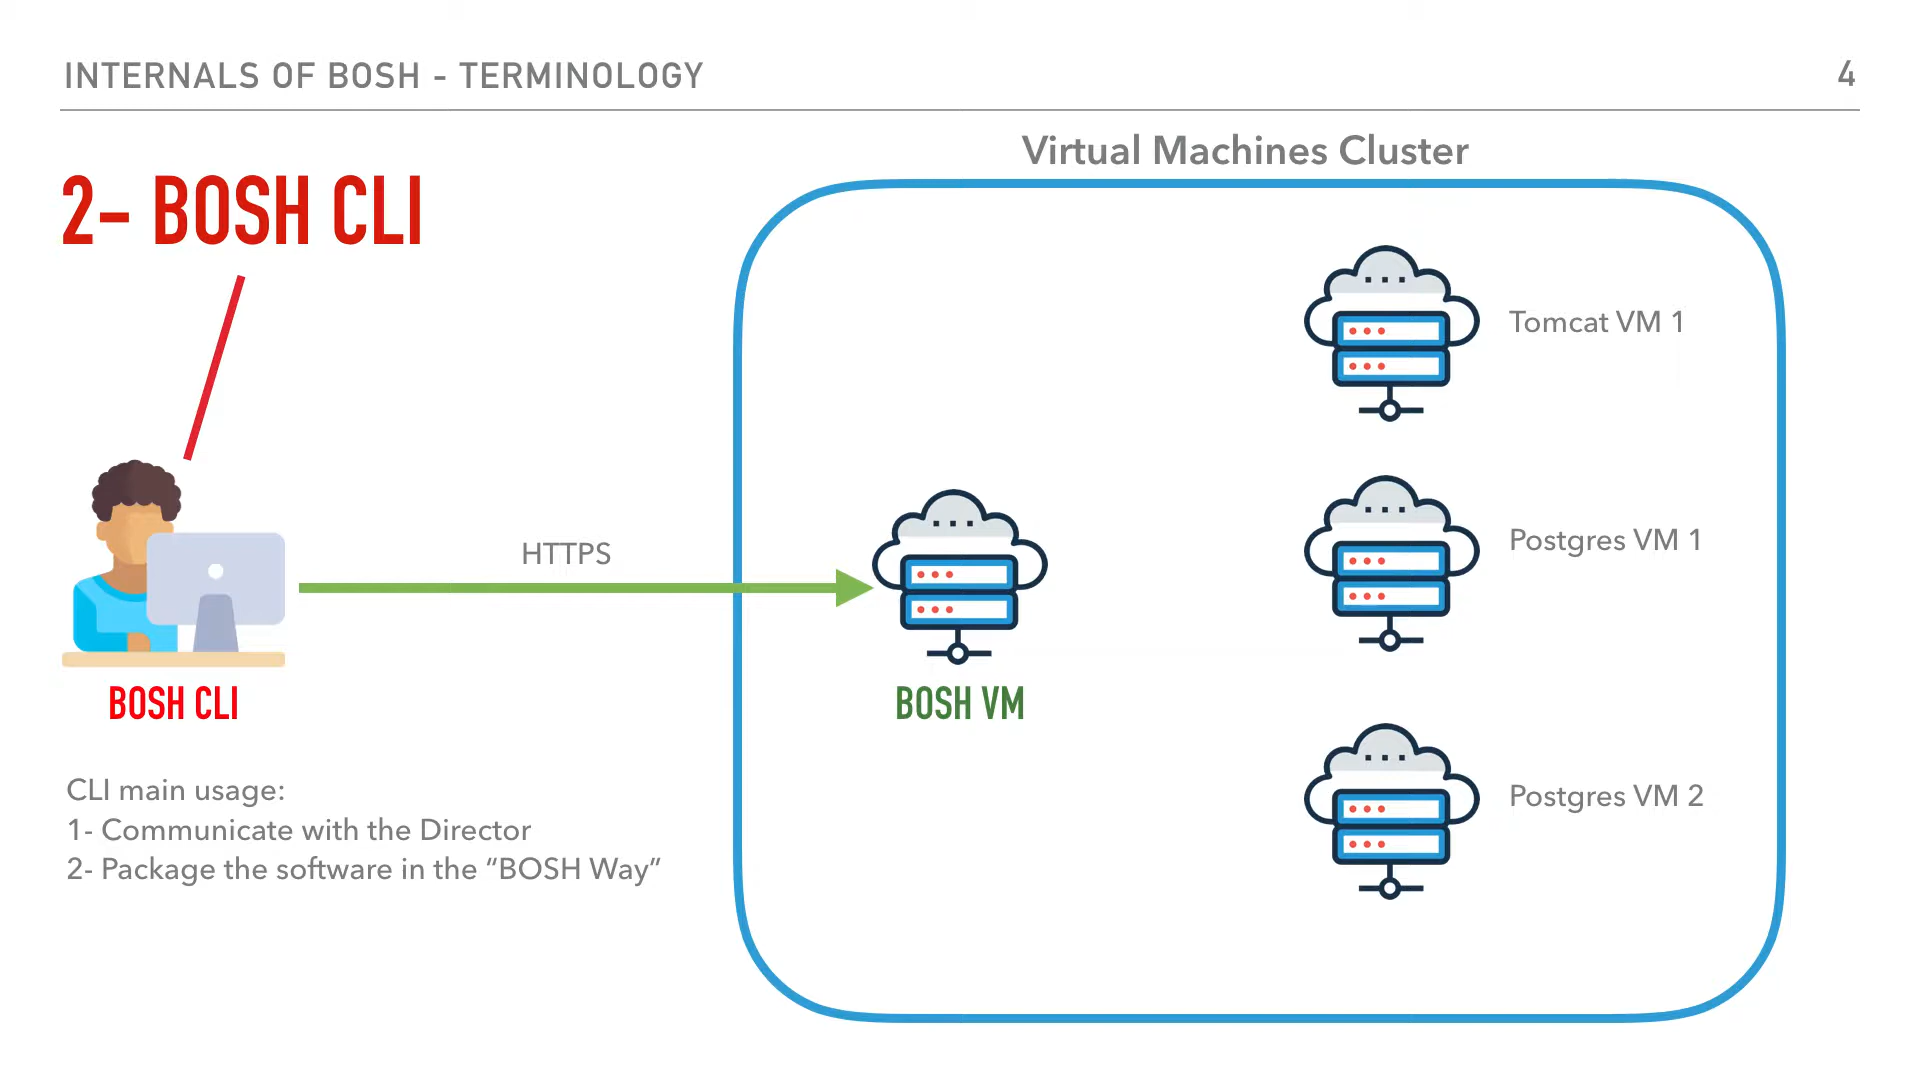 INTERNALS OF BOSH - TERMINOLOGY
4
2- BOSH CLI
Virtual Machines Cluster
Tomcat VM 1
HTTPS
Postgres VM 1
BOSH CLI
BOSH VM
CLI main usage:
1- Communicate with the Director
2- Package the software in the “BOSH Way”
Postgres VM 2